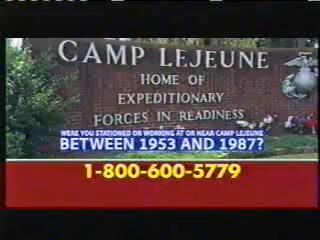 CAMP LEJEUNE
HOME OF
EXPEDITIONARY
FORCES IN READINESS
WERE YOU STATIONED OR WORKING AT OR NEAR CAMP LEJEUNE
BETWEEN 1953 AND 1987?
1-800-600-5779